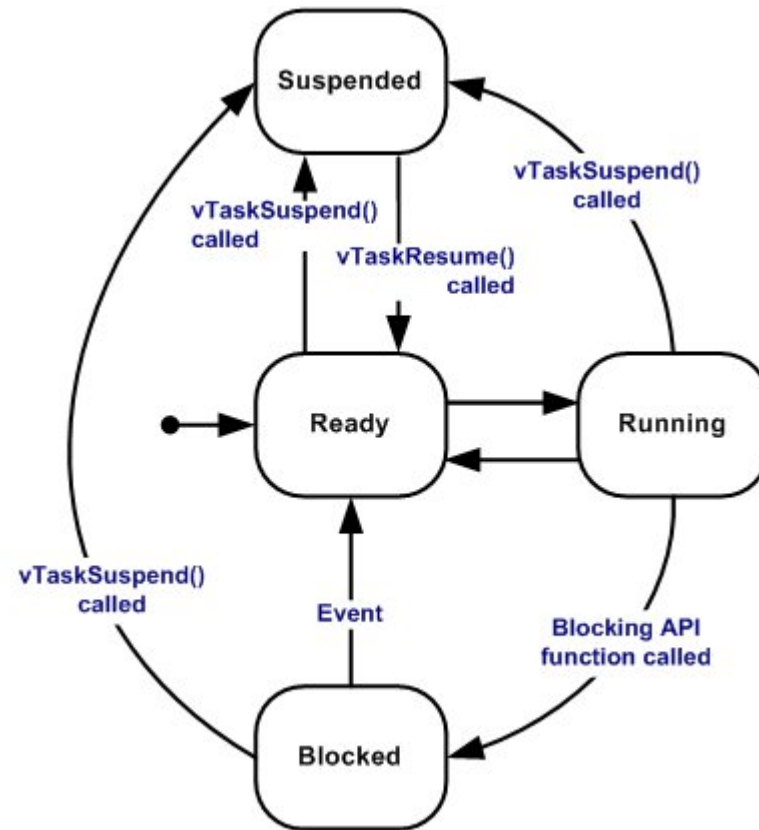 Suspended
vTaskSuspend()
called
vTaskSuspend()
called
vTaskResume()
called
Ready
Running
vTaskSuspend()
called
Event
Blocking API
function called
Blocked